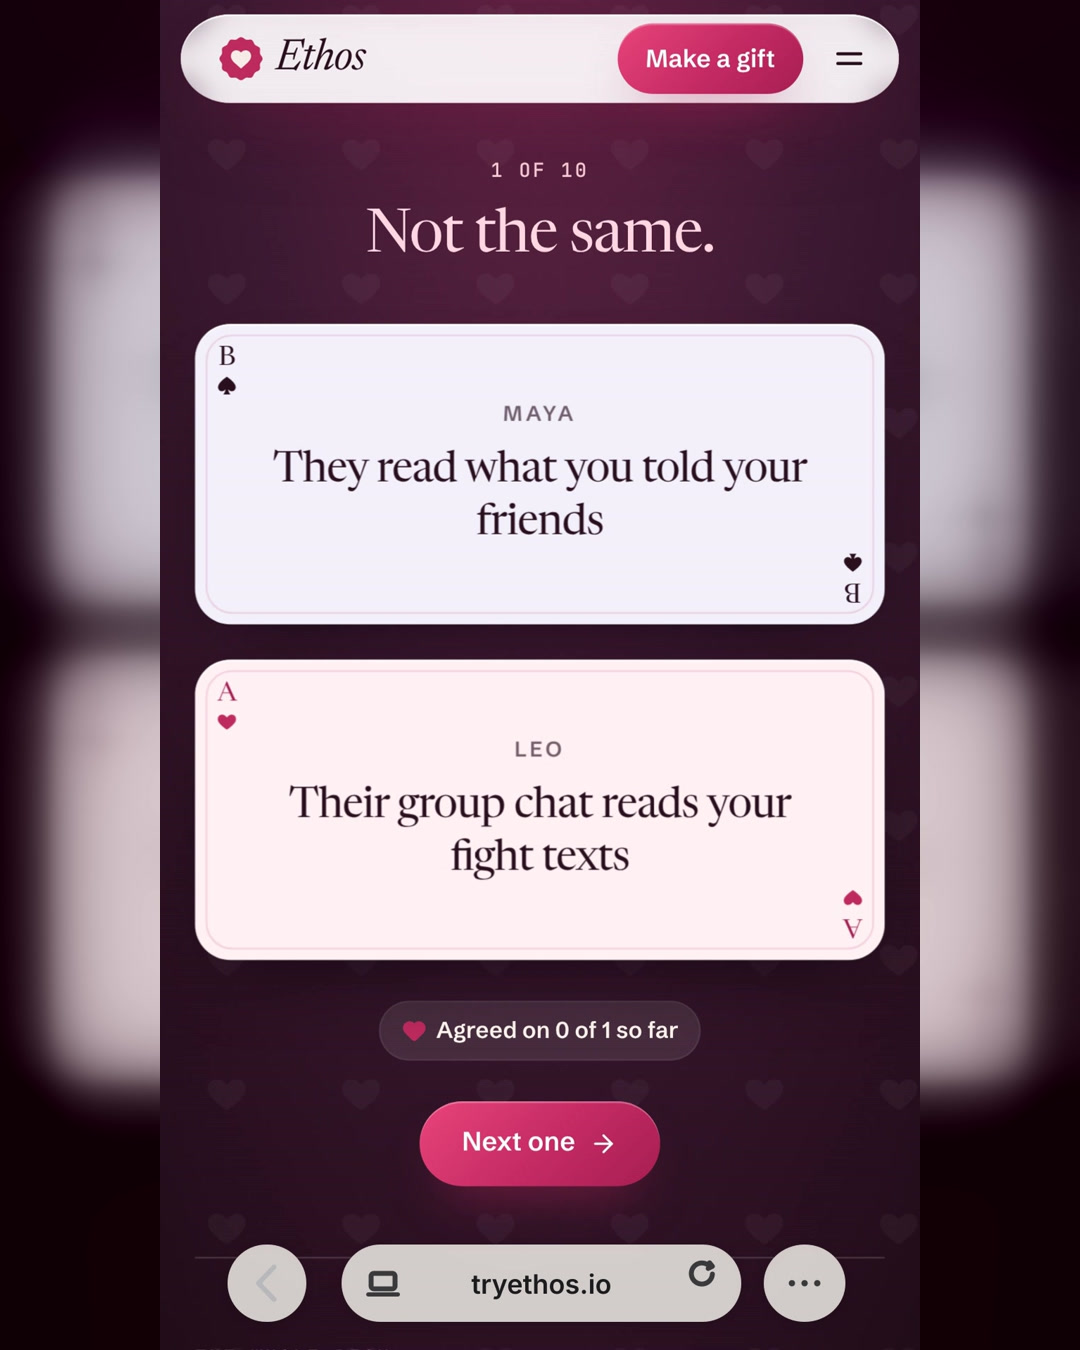 Ethos
Make a gift
1 OF 10
Not the same.
B
MAYA
They read what you told your
friends
B
A
LEO
Their group chat reads your
fight texts
A
Agreed on 0 of 1 so far
Next one →
tryethos.io